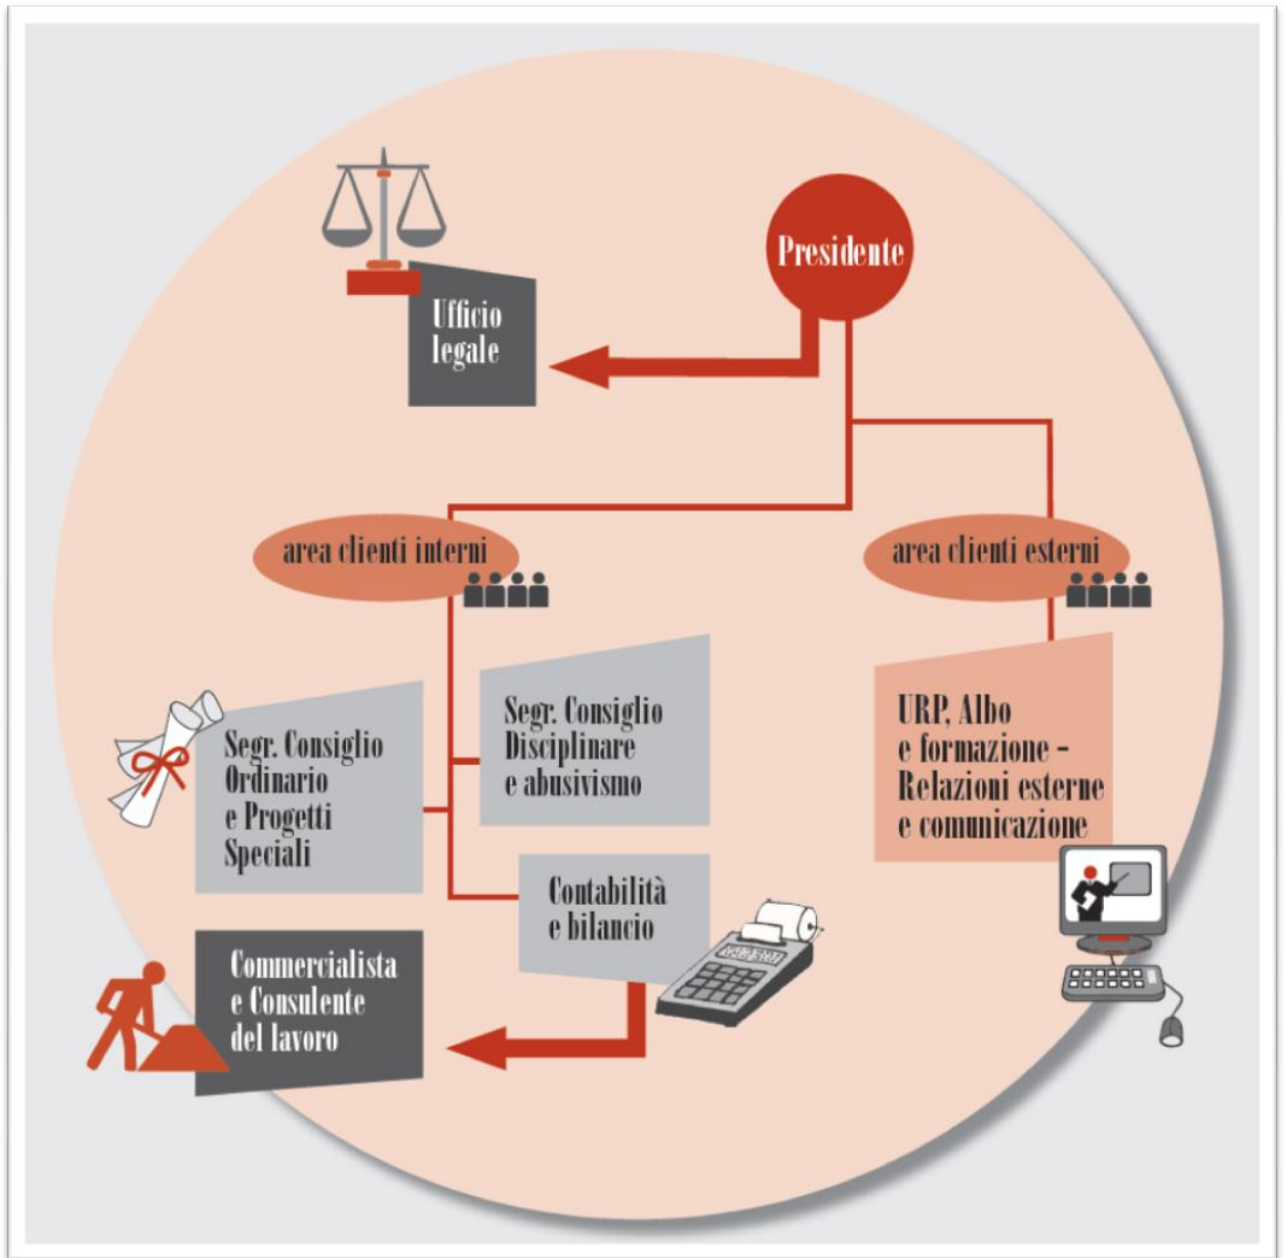 Presidente
Ufficio
legale
area clienti interni
area clienti esterni
Segr. Consiglio
Ordinario
e Progetti
Speciali
Segr. Consiglio
Disciplinare
e abusivismo
URP, Albo
e formazione –
Relazioni esterne
e comunicazione
Contabilità
e bilancio
Commercialista
e Consulente
del lavoro